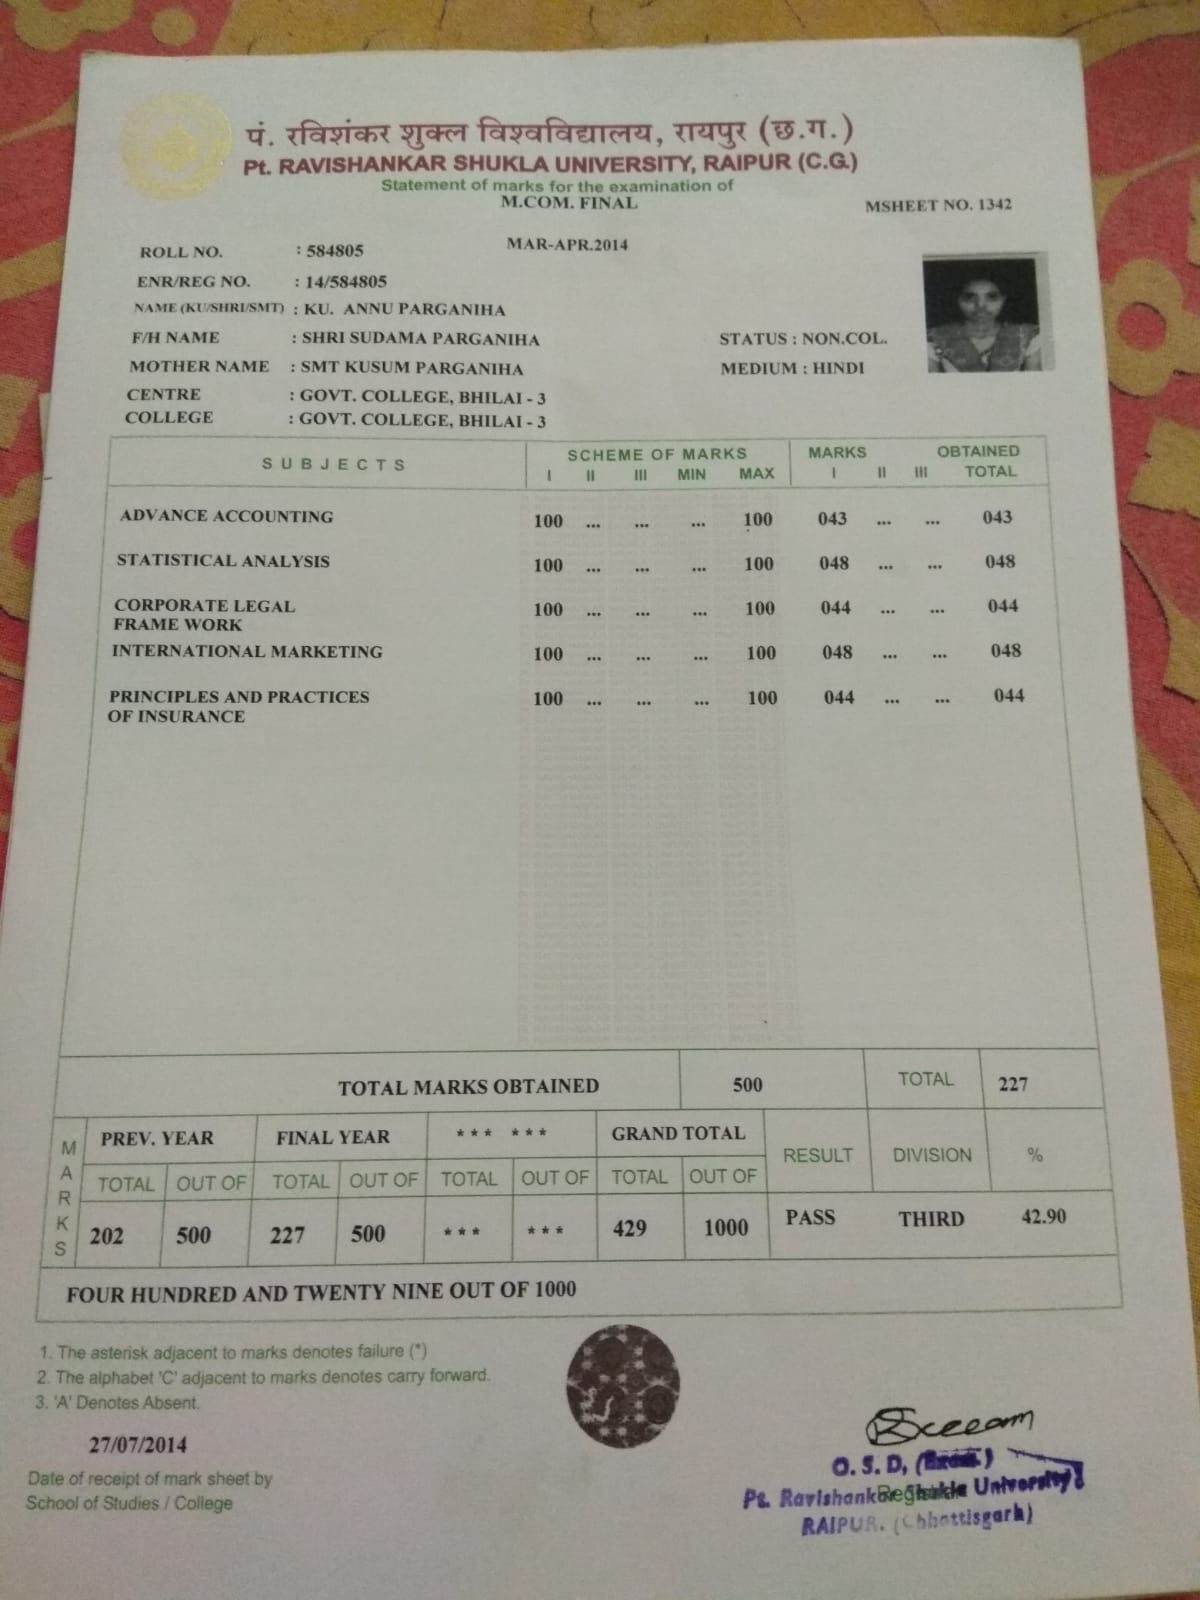 पं. रविशंकर शुक्ल विश्वविद्यालय, रायपुर (छ.ग.)
Pt. RAVISHANKAR SHUKLA UNIVERSITY, RAIPUR (C.G.)
Statement of marks for the examination of
M.COM. FINAL
MSHEET NO. 1342
MAR-APR.2014
ROLL NO. : 584805
ENR/REG NO. : 14/584805
NAME (KU/SHRI/SMT) : KU. ANNU PARGANIHA
F/H NAME : SHRI SUDAMA PARGANIHA STATUS : NON.COL.
MOTHER NAME : SMT KUSUM PARGANIHA MEDIUM : HINDI
CENTRE : GOVT. COLLEGE, BHILAI - 3
COLLEGE : GOVT. COLLEGE, BHILAI - 3
SUBJECTS SCHEME OF MARKS MARKS OBTAINED
I II III MIN MAX I II III TOTAL
ADVANCE ACCOUNTING 100 ... ... ... 100 043 ... ... 043
STATISTICAL ANALYSIS 100 ... ... ... 100 048 ... ... 048
CORPORATE LEGAL 100 ... ... ... 100 044 ... ... 044
FRAME WORK
INTERNATIONAL MARKETING 100 ... ... ... 100 048 ... ... 048
PRINCIPLES AND PRACTICES 100 ... ... ... 100 044 ... ... 044
OF INSURANCE
TOTAL MARKS OBTAINED 500 TOTAL 227
MARKS
PREV. YEAR FINAL YEAR *** *** GRAND TOTAL RESULT DIVISION %
TOTAL OUT OF TOTAL OUT OF TOTAL OUT OF TOTAL OUT OF
202 500 227 500 *** *** 429 1000 PASS THIRD 42.90
FOUR HUNDRED AND TWENTY NINE OUT OF 1000
1. The asterisk adjacent to marks denotes failure (*)
2. The alphabet 'C' adjacent to marks denotes carry forward.
3. 'A' Denotes Absent.
27/07/2014
Date of receipt of mark sheet by
School of Studies / College
O. S. D, (Exam.)
Pt. Ravishankar Shukla University
RAIPUR. (Chhattisgarh)